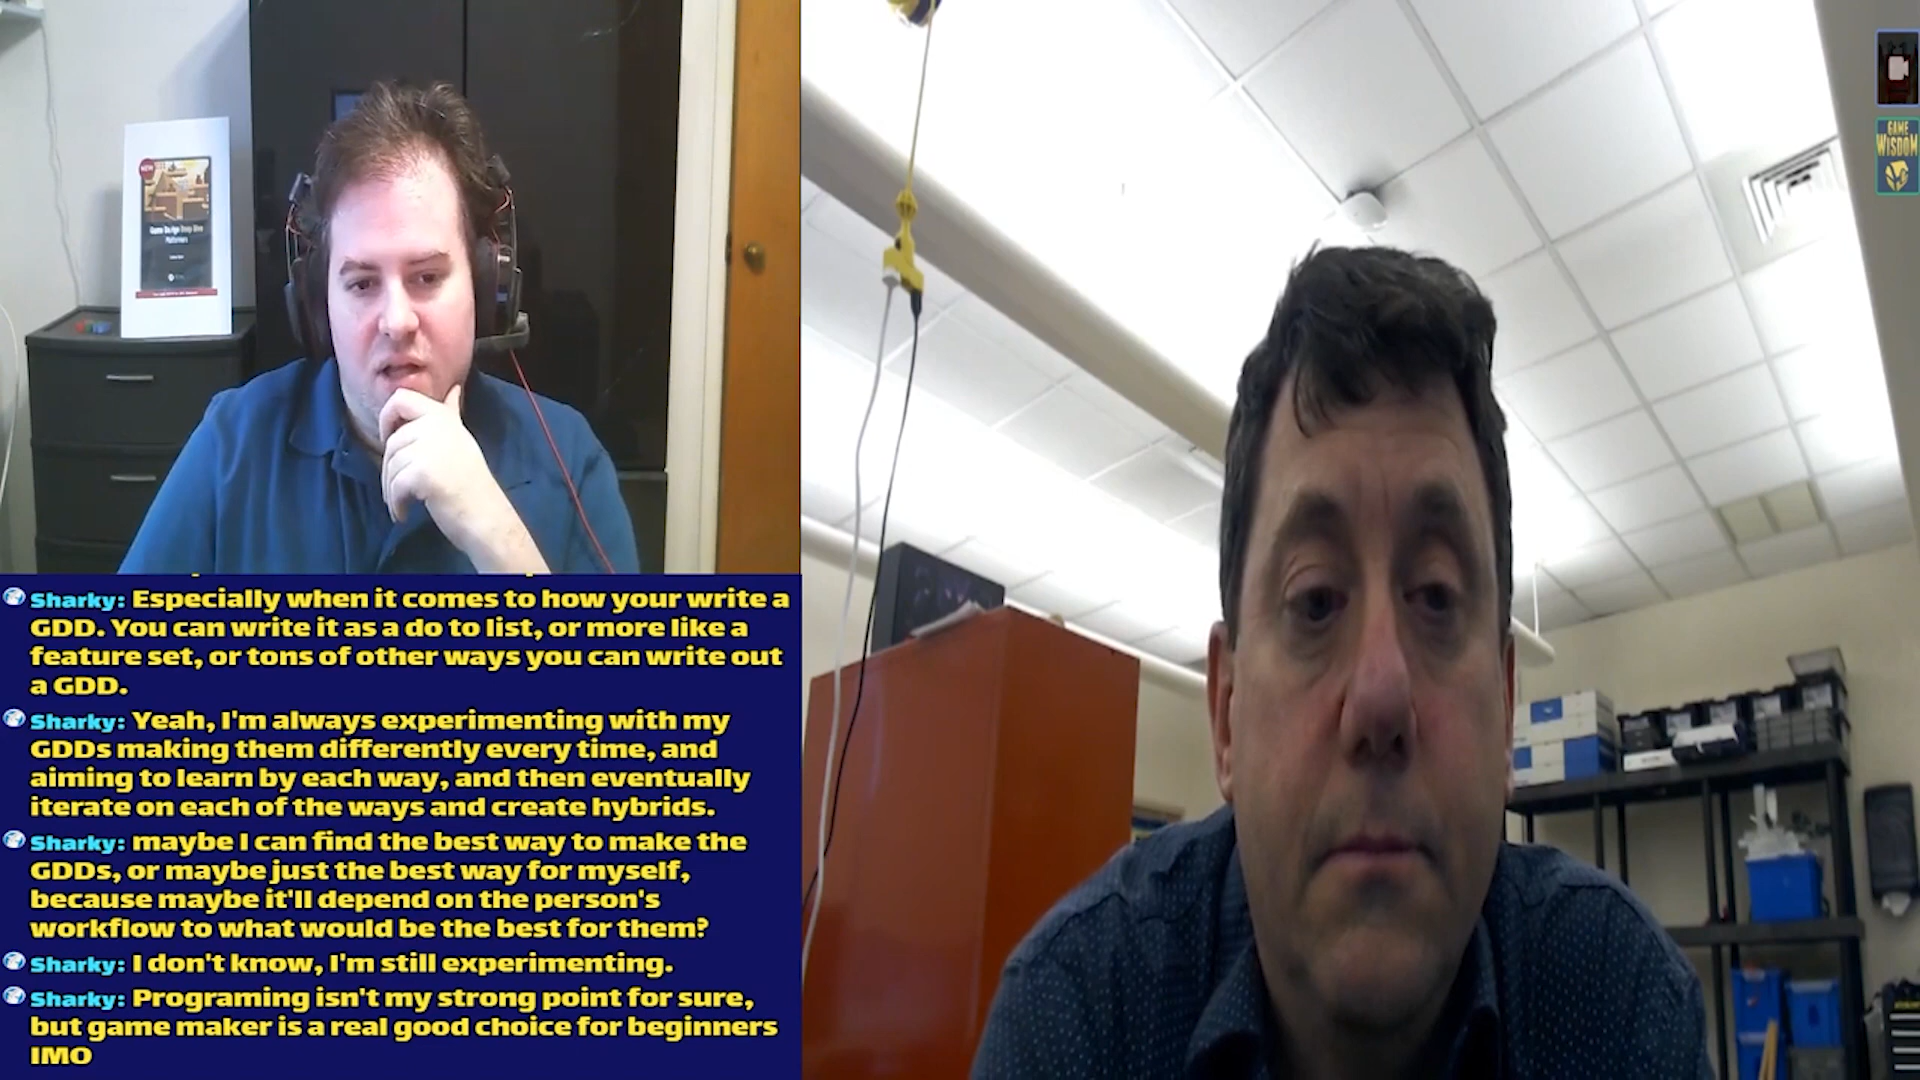 NEW
Game Design Deep Dive
Platformers
GAME
WISDOM
Sharky: Especially when it comes to how your write a
GDD. You can write it as a do to list, or more like a
feature set, or tons of other ways you can write out
a GDD.
Sharky: Yeah, I'm always experimenting with my
GDDs making them differently every time, and
aiming to learn by each way, and then eventually
iterate on each of the ways and create hybrids.
Sharky: maybe I can find the best way to make the
GDDs, or maybe just the best way for myself,
because maybe it'll depend on the person's
workflow to what would be the best for them?
Sharky: I don't know, I'm still experimenting.
Sharky: Programing isn't my strong point for sure,
but game maker is a real good choice for beginners
IMO